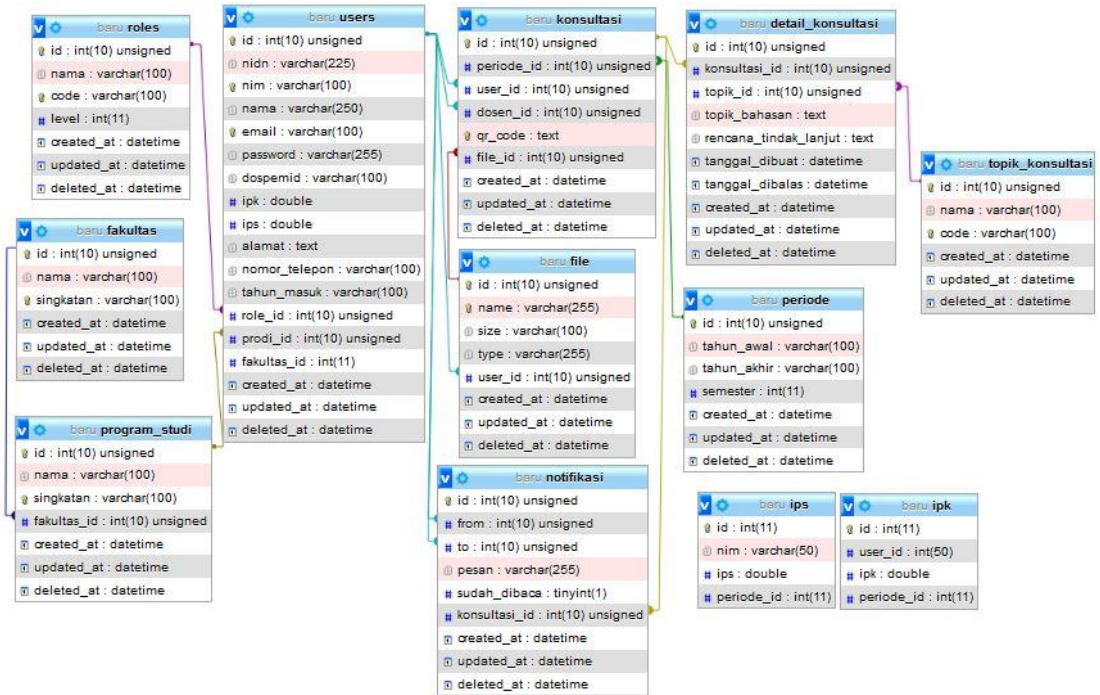 baru roles
id : int(10) unsigned
nama : varchar(100)
code : varchar(100)
level : int(11)
created_at : datetime
updated_at : datetime
deleted_at : datetime
baru fakultas
id : int(10) unsigned
nama : varchar(100)
singkatan : varchar(100)
created_at : datetime
updated_at : datetime
deleted_at : datetime
baru program_studi
id : int(10) unsigned
nama : varchar(100)
singkatan : varchar(100)
fakultas_id : int(10) unsigned
created_at : datetime
updated_at : datetime
deleted_at : datetime
baru users
id : int(10) unsigned
nidn : varchar(225)
nim : varchar(100)
nama : varchar(250)
email : varchar(100)
password : varchar(255)
dospemid : varchar(100)
ipk : double
ips : double
alamat : text
nomor_telepon : varchar(100)
tahun_masuk : varchar(100)
role_id : int(10) unsigned
prodi_id : int(10) unsigned
fakultas_id : int(11)
created_at : datetime
updated_at : datetime
deleted_at : datetime
baru konsultasi
id : int(10) unsigned
periode_id : int(10) unsigned
user_id : int(10) unsigned
dosen_id : int(10) unsigned
qr_code : text
file_id : int(10) unsigned
created_at : datetime
updated_at : datetime
deleted_at : datetime
baru file
id : int(10) unsigned
name : varchar(255)
size : varchar(100)
type : varchar(255)
user_id : int(10) unsigned
created_at : datetime
updated_at : datetime
deleted_at : datetime
baru notifikasi
id : int(10) unsigned
from : int(10) unsigned
to : int(10) unsigned
pesan : varchar(255)
sudah_dibaca : tinyint(1)
konsultasi_id : int(10) unsigned
created_at : datetime
updated_at : datetime
deleted_at : datetime
baru detail_konsultasi
id : int(10) unsigned
konsultasi_id : int(10) unsigned
topik_id : int(10) unsigned
topik_bahasan : text
rencana_tindak_lanjut : text
tanggal_dibuat : datetime
tanggal_dibalas : datetime
created_at : datetime
updated_at : datetime
deleted_at : datetime
baru topik_konsultasi
id : int(10) unsigned
nama : varchar(100)
code : varchar(100)
created_at : datetime
updated_at : datetime
deleted_at : datetime
baru periode
id : int(10) unsigned
tahun_awal : varchar(100)
tahun_akhir : varchar(100)
semester : int(11)
created_at : datetime
updated_at : datetime
deleted_at : datetime
baru ips
id : int(11)
nim : varchar(50)
ips : double
periode_id : int(11)
baru ipk
id : int(11)
user_id : int(50)
ipk : double
periode_id : int(11)